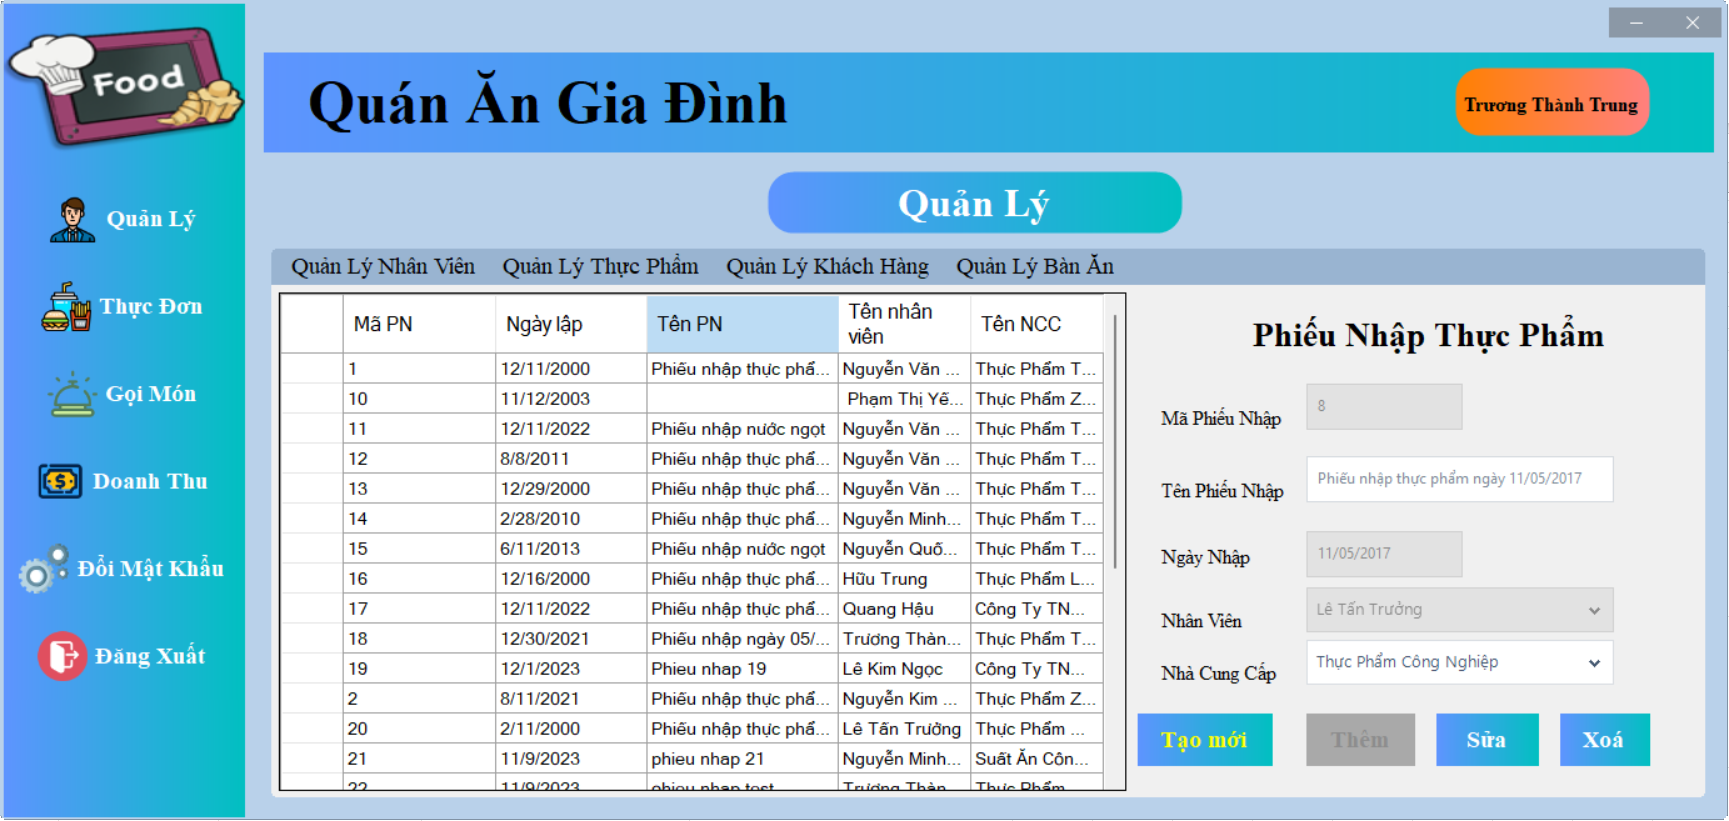 Food
Quán Ăn Gia Đình
Trương Thành Trung
Quản Lý
Quản Lý
Thực Đơn
Gọi Món
Doanh Thu
Đổi Mật Khẩu
Đăng Xuất
Quản Lý Nhân Viên Quản Lý Thực Phẩm Quản Lý Khách Hàng Quản Lý Bàn Ăn
Mã PN Ngày lập Tên PN Tên nhân viên Tên NCC
1 12/11/2000 Phiếu nhập thực phẩ... Nguyễn Văn ... Thực Phẩm T...
10 11/12/2003 Phạm Thị Yế... Thực Phẩm Z...
11 12/11/2022 Phiếu nhập nước ngọt Nguyễn Văn ... Thực Phẩm T...
12 8/8/2011 Phiếu nhập thực phẩ... Nguyễn Văn ... Thực Phẩm T...
13 12/29/2000 Phiếu nhập thực phẩ... Nguyễn Văn ... Thực Phẩm T...
14 2/28/2010 Phiếu nhập thực phẩ... Nguyễn Minh... Thực Phẩm T...
15 6/11/2013 Phiếu nhập nước ngọt Nguyễn Quố... Thực Phẩm T...
16 12/16/2000 Phiếu nhập thực phẩ... Hữu Trung Thực Phẩm L...
17 12/11/2022 Phiếu nhập thực phẩ... Quang Hậu Công Ty TN...
18 12/30/2021 Phiếu nhập ngày 05/... Trương Thàn... Thực Phẩm T...
19 12/1/2023 Phieu nhap 19 Lê Kim Ngọc Công Ty TN...
2 8/11/2021 Phiếu nhập thực phẩ... Nguyễn Kim ... Thực Phẩm Z...
20 2/11/2000 Phiếu nhập thực phẩ... Lê Tấn Trưởng Thực Phẩm ...
21 11/9/2023 phieu nhap 21 Nguyễn Minh... Suất Ăn Côn...
22 11/9/2023 phieu nhap test Trương Thàn... Thực Phẩm ...
Phiếu Nhập Thực Phẩm
Mã Phiếu Nhập 8
Tên Phiếu Nhập Phiếu nhập thực phẩm ngày 11/05/2017
Ngày Nhập 11/05/2017
Nhân Viên Lê Tấn Trưởng
Nhà Cung Cấp Thực Phẩm Công Nghiệp
Tạo mới Thêm Sửa Xoá